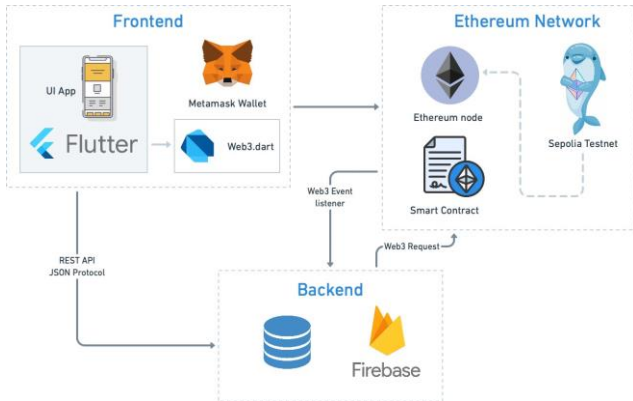 Frontend
UI App
Flutter
Metamask Wallet
Web3.dart
Ethereum Network
Ethereum node
Sepolia Testnet
Smart Contract
Web3 Event
listener
Web3 Request
REST API
JSON Protocol
Backend
Firebase